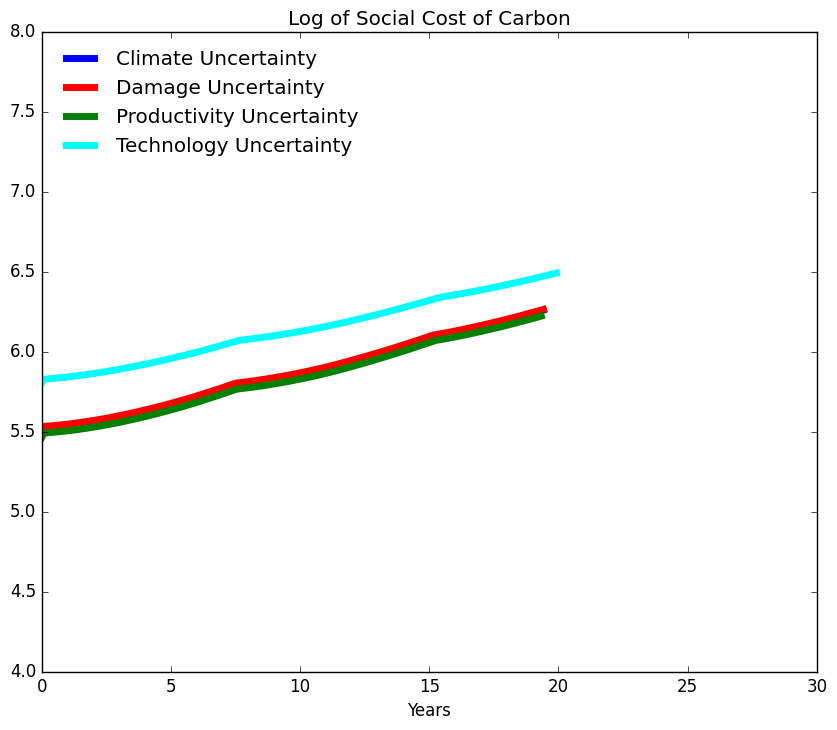 Log of Social Cost of Carbon
8.0
7.5
7.0
6.5
6.0
5.5
5.0
4.5
4.0
Climate Uncertainty
Damage Uncertainty
Productivity Uncertainty
Technology Uncertainty
0 5 10 15 20 25 30
Years